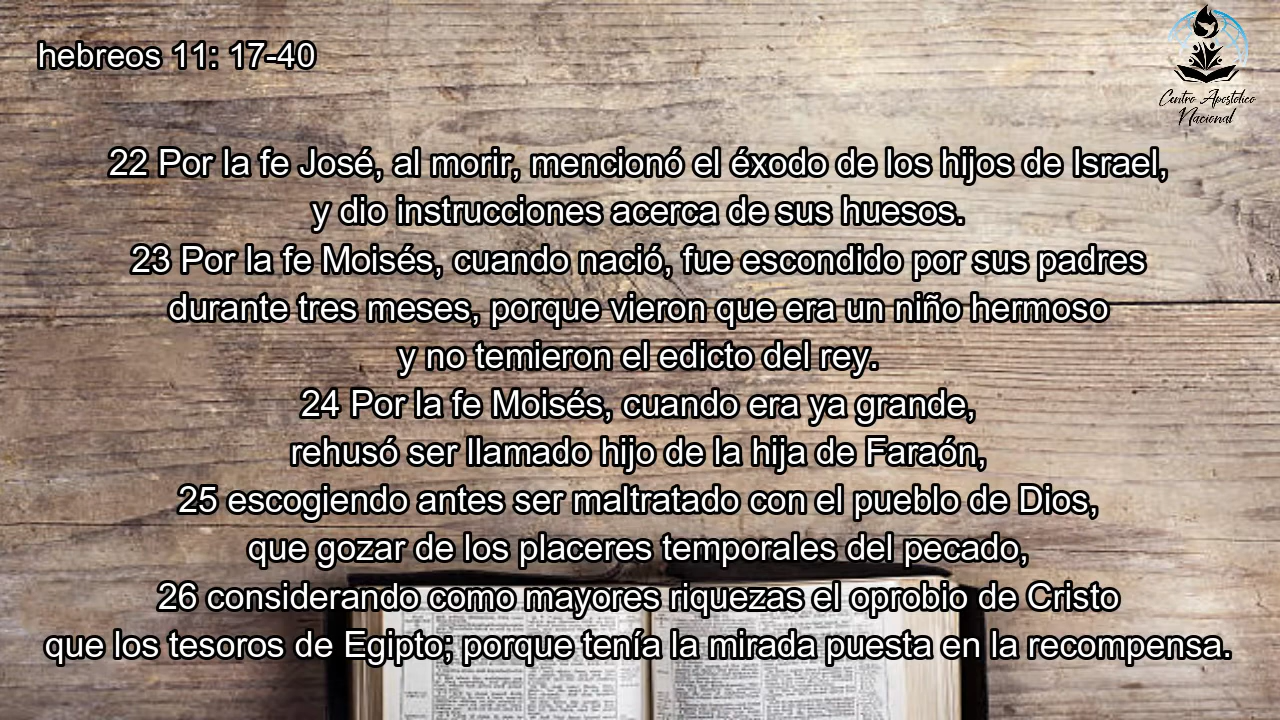 hebreos 11: 17-40
Centro Apostolico
Nacional
22 Por la fe José, al morir, mencionó el éxodo de los hijos de Israel,
y dio instrucciones acerca de sus huesos.
23 Por la fe Moisés, cuando nació, fue escondido por sus padres
durante tres meses, porque vieron que era un niño hermoso
y no temieron el edicto del rey.
24 Por la fe Moisés, cuando era ya grande,
rehusó ser llamado hijo de la hija de Faraón,
25 escogiendo antes ser maltratado con el pueblo de Dios,
que gozar de los placeres temporales del pecado,
26 considerando como mayores riquezas el oprobio de Cristo
que los tesoros de Egipto; porque tenía la mirada puesta en la recompensa.